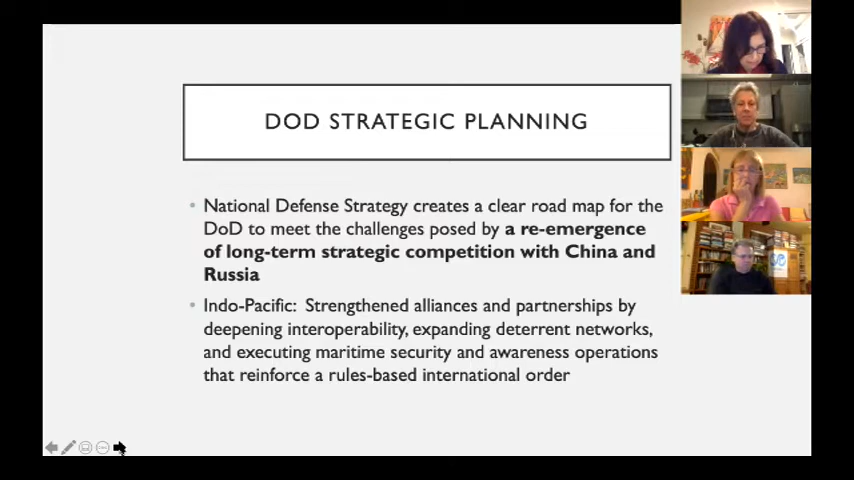 DOD STRATEGIC PLANNING
• National Defense Strategy creates a clear road map for the
DoD to meet the challenges posed by a re-emergence
of long-term strategic competition with China and
Russia
• Indo-Pacific: Strengthened alliances and partnerships by
deepening interoperability, expanding deterrent networks,
and executing maritime security and awareness operations
that reinforce a rules-based international order